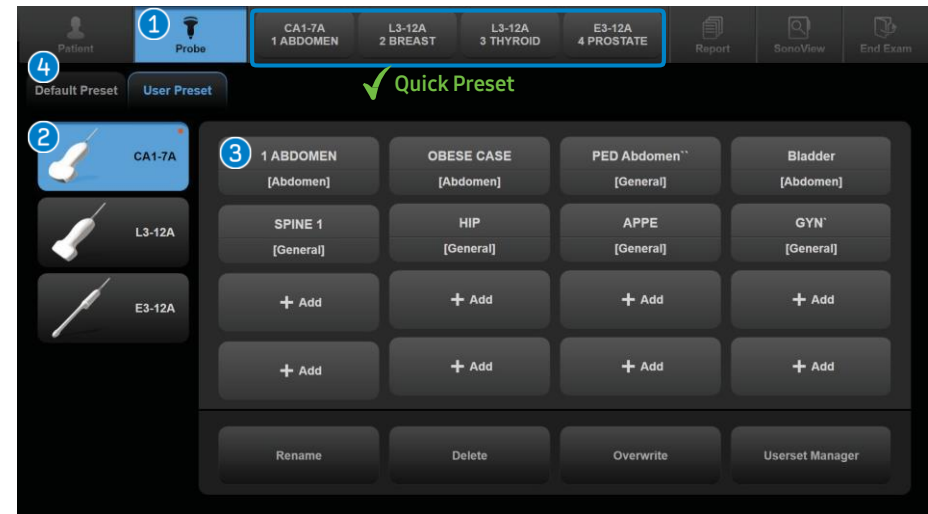 1
Patient
Probe
CA1-7A
1 ABDOMEN
L3-12A
2 BREAST
L3-12A
3 THYROID
E3-12A
4 PROSTATE
Report
SonoView
End Exam
4
Default Preset
User Preset
Quick Preset
2
CA1-7A
L3-12A
E3-12A
3
1 ABDOMEN
[Abdomen]
OBESE CASE
[Abdomen]
PED Abdomen``
[General]
Bladder
[Abdomen]
SPINE 1
[General]
HIP
[General]
APPE
[General]
GYN`
[General]
+ Add
+ Add
+ Add
+ Add
+ Add
+ Add
+ Add
+ Add
Rename
Delete
Overwrite
Userset Manager